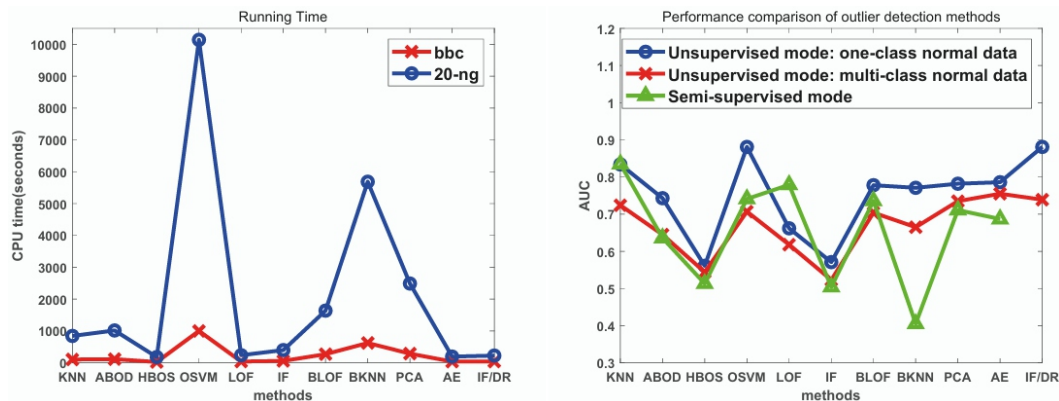 Running Time
10000
9000
8000
7000
6000
5000
4000
3000
2000
1000
0
CPU time(seconds)
bbc
20-ng
KNN ABOD HBOS OSVM LOF IF BLOF BKNN PCA AE IF/DR
methods
Performance comparison of outlier detection methods
1.2
1.1
1
0.9
0.8
0.7
0.6
0.5
0.4
0.3
AUC
Unsupervised mode: one-class normal data
Unsupervised mode: multi-class normal data
Semi-supervised mode
KNN ABOD HBOS OSVM LOF IF BLOF BKNN PCA AE IF/DR
methods